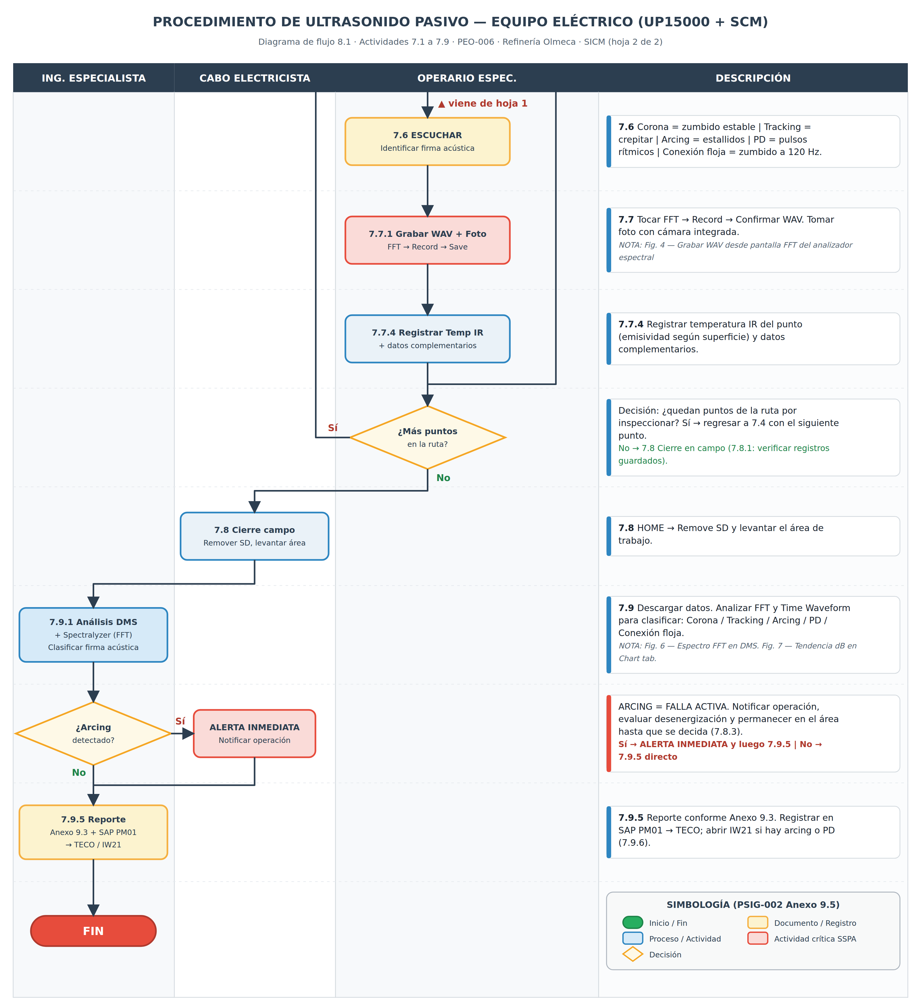 PROCEDIMIENTO DE ULTRASONIDO PASIVO — EQUIPO ELÉCTRICO (UP15000 + SCM)
Diagrama de flujo 8.1 · Actividades 7.1 a 7.9 · PEO-006 · Refinería Olmeca · SICM (hoja 2 de 2)
ING. ESPECIALISTA
CABO ELECTRICISTA
OPERARIO ESPEC.
DESCRIPCIÓN
▲ viene de hoja 1
7.6 ESCUCHAR
Identificar firma acústica
7.6 Corona = zumbido estable | Tracking =
crepitar | Arcing = estallidos | PD = pulsos
rítmicos | Conexión floja = zumbido a 120 Hz.
7.7.1 Grabar WAV + Foto
FFT → Record → Save
7.7 Tocar FFT → Record → Confirmar WAV. Tomar
foto con cámara integrada.
NOTA: Fig. 4 — Grabar WAV desde pantalla FFT del analizador
espectral
7.7.4 Registrar Temp IR
+ datos complementarios
7.7.4 Registrar temperatura IR del punto
(emisividad según superficie) y datos
complementarios.
Sí
¿Más puntos
en la ruta?
No
Decisión: ¿quedan puntos de la ruta por
inspeccionar? Sí → regresar a 7.4 con el siguiente
punto.
No → 7.8 Cierre en campo (7.8.1: verificar registros
guardados).
7.8 Cierre campo
Remover SD, levantar área
7.8 HOME → Remove SD y levantar el área de
trabajo.
7.9.1 Análisis DMS
+ Spectralyzer (FFT)
Clasificar firma acústica
7.9 Descargar datos. Analizar FFT y Time Waveform
para clasificar: Corona / Tracking / Arcing / PD /
Conexión floja.
NOTA: Fig. 6 — Espectro FFT en DMS. Fig. 7 — Tendencia dB en
Chart tab.
¿Arcing
detectado?
Sí
No
ALERTA INMEDIATA
Notificar operación
ARCING = FALLA ACTIVA. Notificar operación,
evaluar desenergización y permanecer en el área
hasta que se decida (7.8.3).
Sí → ALERTA INMEDIATA y luego 7.9.5 | No →
7.9.5 directo
7.9.5 Reporte
Anexo 9.3 + SAP PM01
→ TECO / IW21
7.9.5 Reporte conforme Anexo 9.3. Registrar en
SAP PM01 → TECO; abrir IW21 si hay arcing o PD
(7.9.6).
FIN
SIMBOLOGÍA (PSIG-002 Anexo 9.5)
Inicio / Fin
Documento / Registro
Proceso / Actividad
Actividad crítica SSPA
Decisión